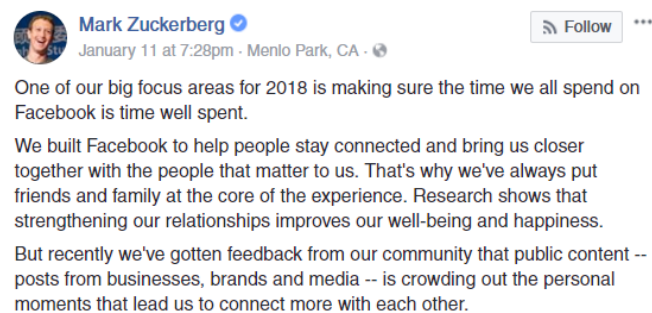 Mark Zuckerberg
Follow
January 11 at 7:28pm · Menlo Park, CA ·
One of our big focus areas for 2018 is making sure the time we all spend on
Facebook is time well spent.
We built Facebook to help people stay connected and bring us closer
together with the people that matter to us. That's why we've always put
friends and family at the core of the experience. Research shows that
strengthening our relationships improves our well-being and happiness.
But recently we've gotten feedback from our community that public content --
posts from businesses, brands and media -- is crowding out the personal
moments that lead us to connect more with each other.